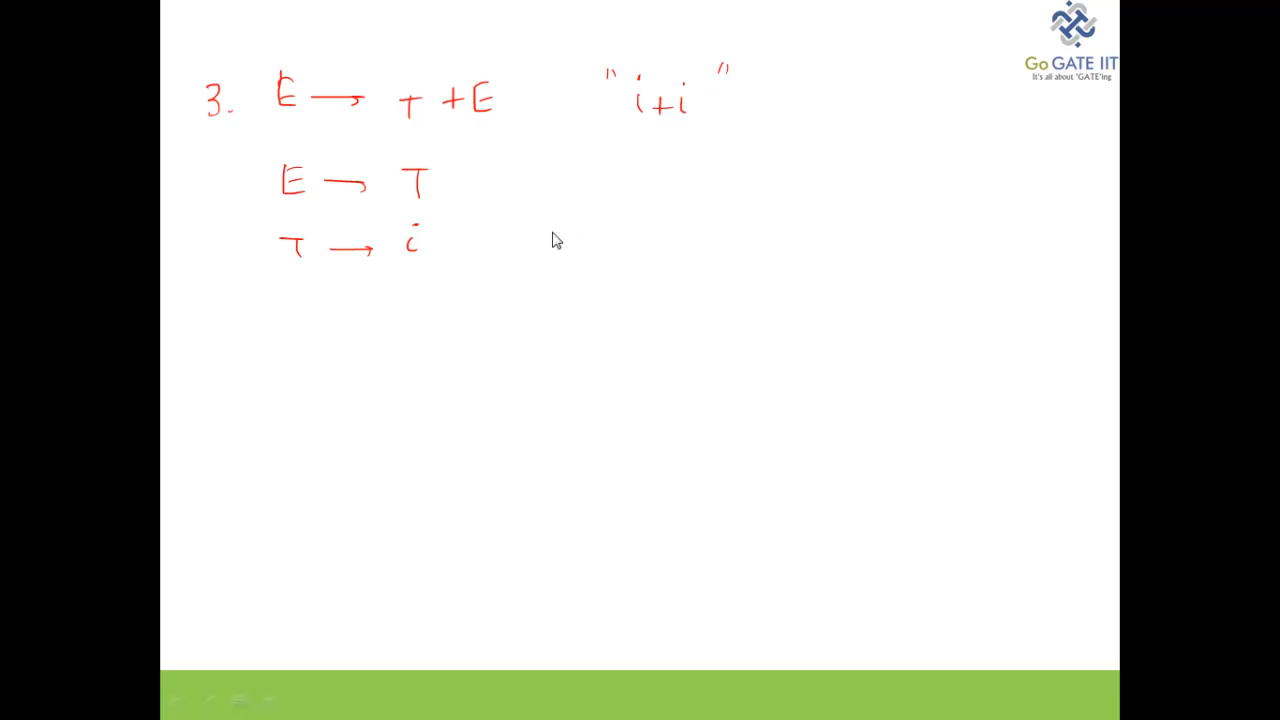 Go GATE IIT
It's all about 'GATE'ing
3. E → T + E "i+i"
E → T
T → i